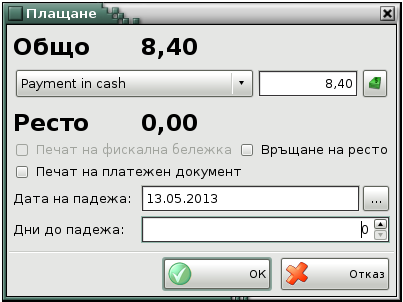 Плащане
Общо 8,40
Payment in cash 8,40
Ресто 0,00
Печат на фискална бележка Връщане на ресто
Печат на платежен документ
Дата на падежа: 13.05.2013 ...
Дни до падежа: 0
OK Отказ